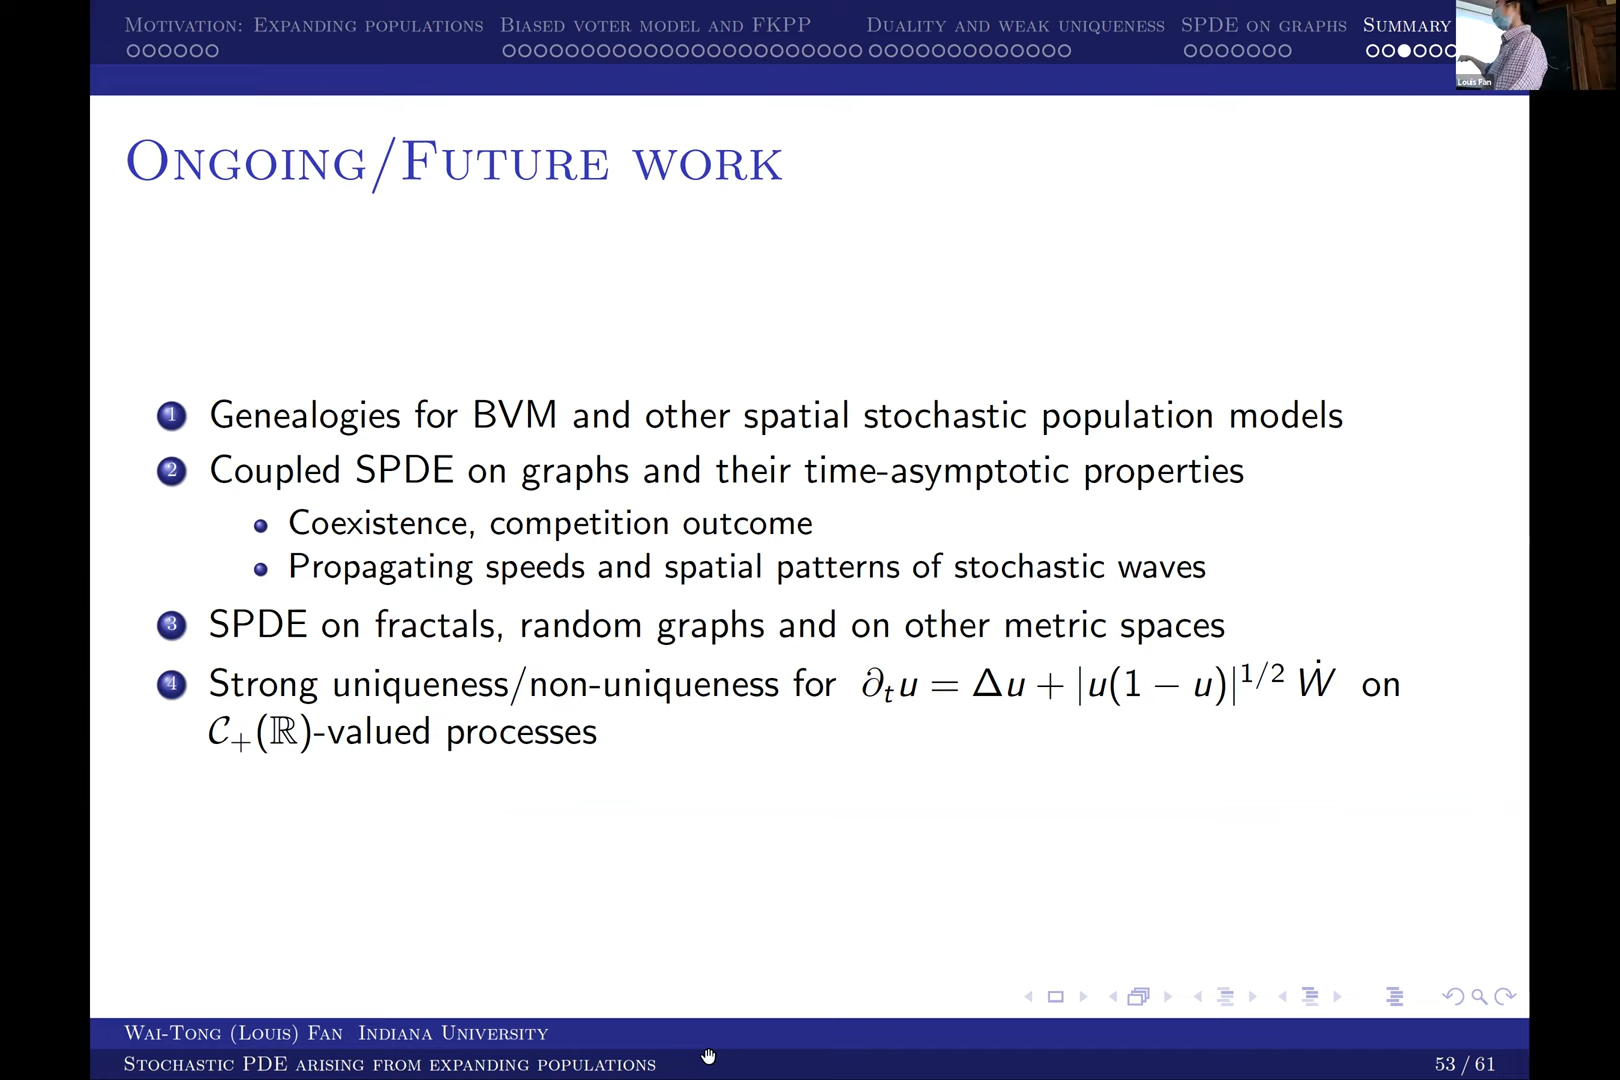 Motivation: Expanding populations Biased voter model and FKPP Duality and weak uniqueness SPDE on graphs Summary
Louis Fan
Ongoing/Future work
1 Genealogies for BVM and other spatial stochastic population models
2 Coupled SPDE on graphs and their time-asymptotic properties
• Coexistence, competition outcome
• Propagating speeds and spatial patterns of stochastic waves
3 SPDE on fractals, random graphs and on other metric spaces
4 Strong uniqueness/non-uniqueness for ∂ₜu = Δu + |u(1 − u)|^{1/2} Ẇ on
𝒞₊(ℝ)-valued processes
Wai-Tong (Louis) Fan Indiana University
Stochastic PDE arising from expanding populations 53 / 61